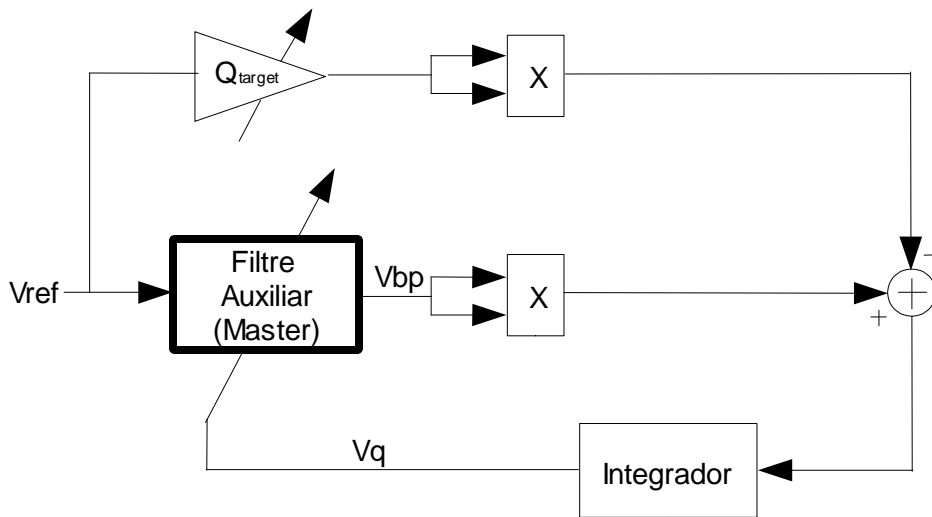 Qtarget
X
Vref
Filtre
Auxiliar
(Master)
Vbp
X
−
+
+
Vq
Integrador